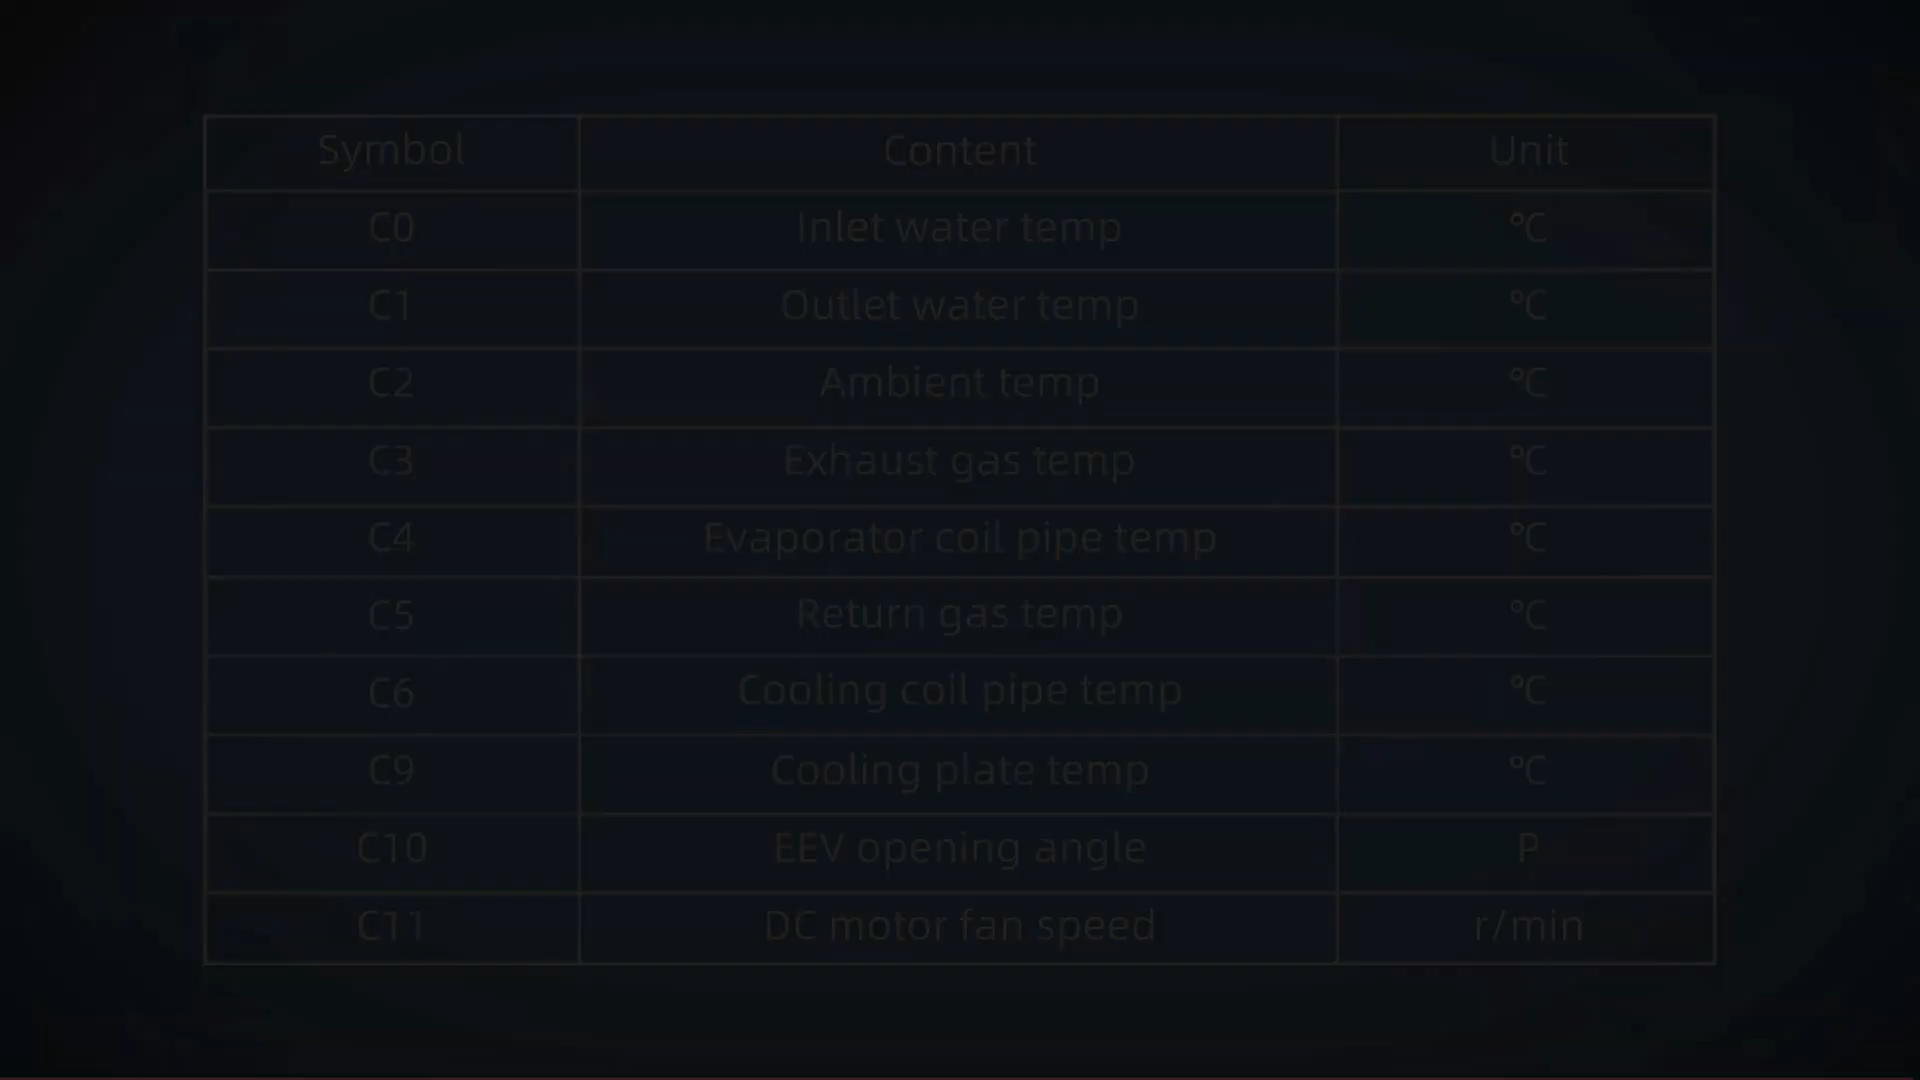 Symbol Content Unit
C0 Inlet water temp ℃
C1 Outlet water temp ℃
C2 Ambient temp ℃
C3 Exhaust gas temp ℃
C4 Evaporator coil pipe temp ℃
C5 Return gas temp ℃
C6 Cooling coil pipe temp ℃
C9 Cooling plate temp ℃
C10 EEV opening angle P
C11 DC motor fan speed r/min